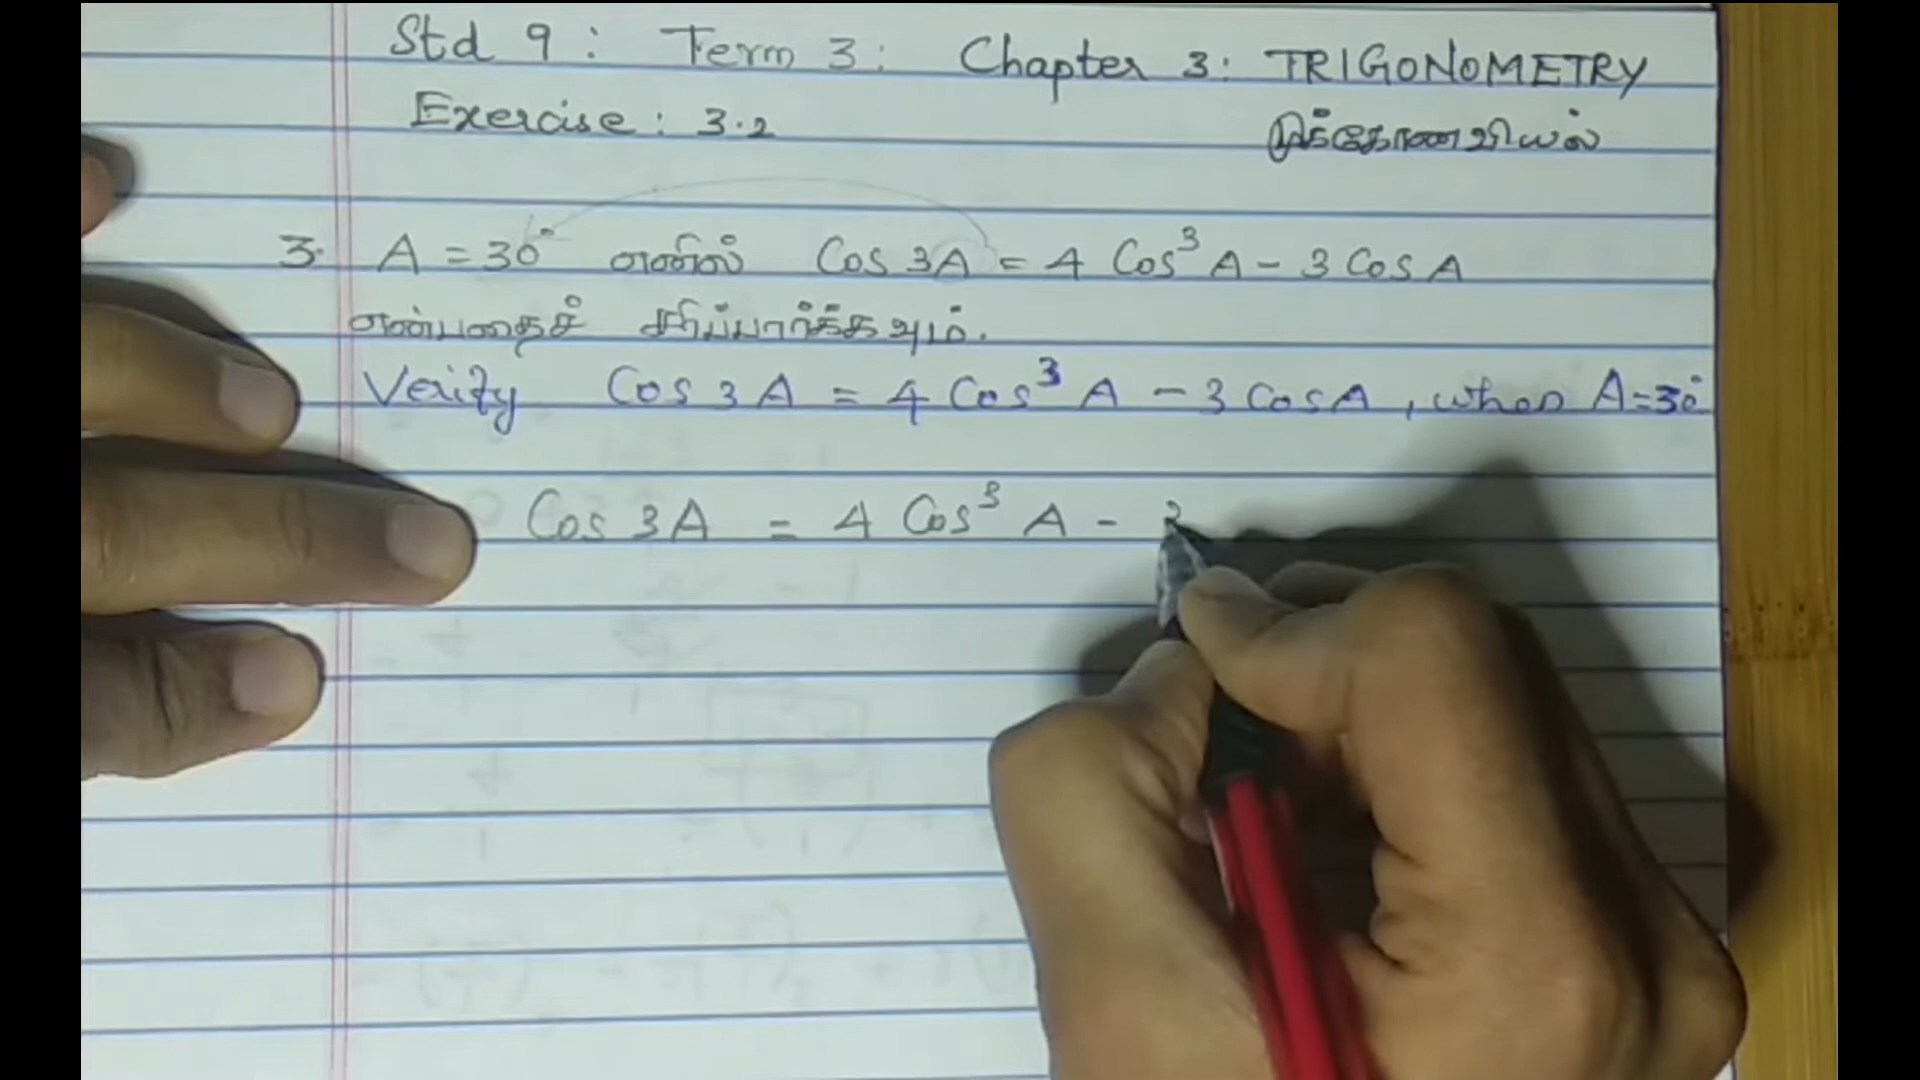 Std 9 : Term 3 : Chapter 3 : TRIGONOMETRY
Exercise : 3.2 முக்கோணவியல்
3. A = 30° எனில் Cos 3A = 4 Cos³ A - 3 Cos A
என்பதைச் சரிபார்க்கவும்.
Verify Cos 3A = 4 Cos³ A - 3 Cos A, when A = 30°
Cos 3A = 4 Cos³ A - 3